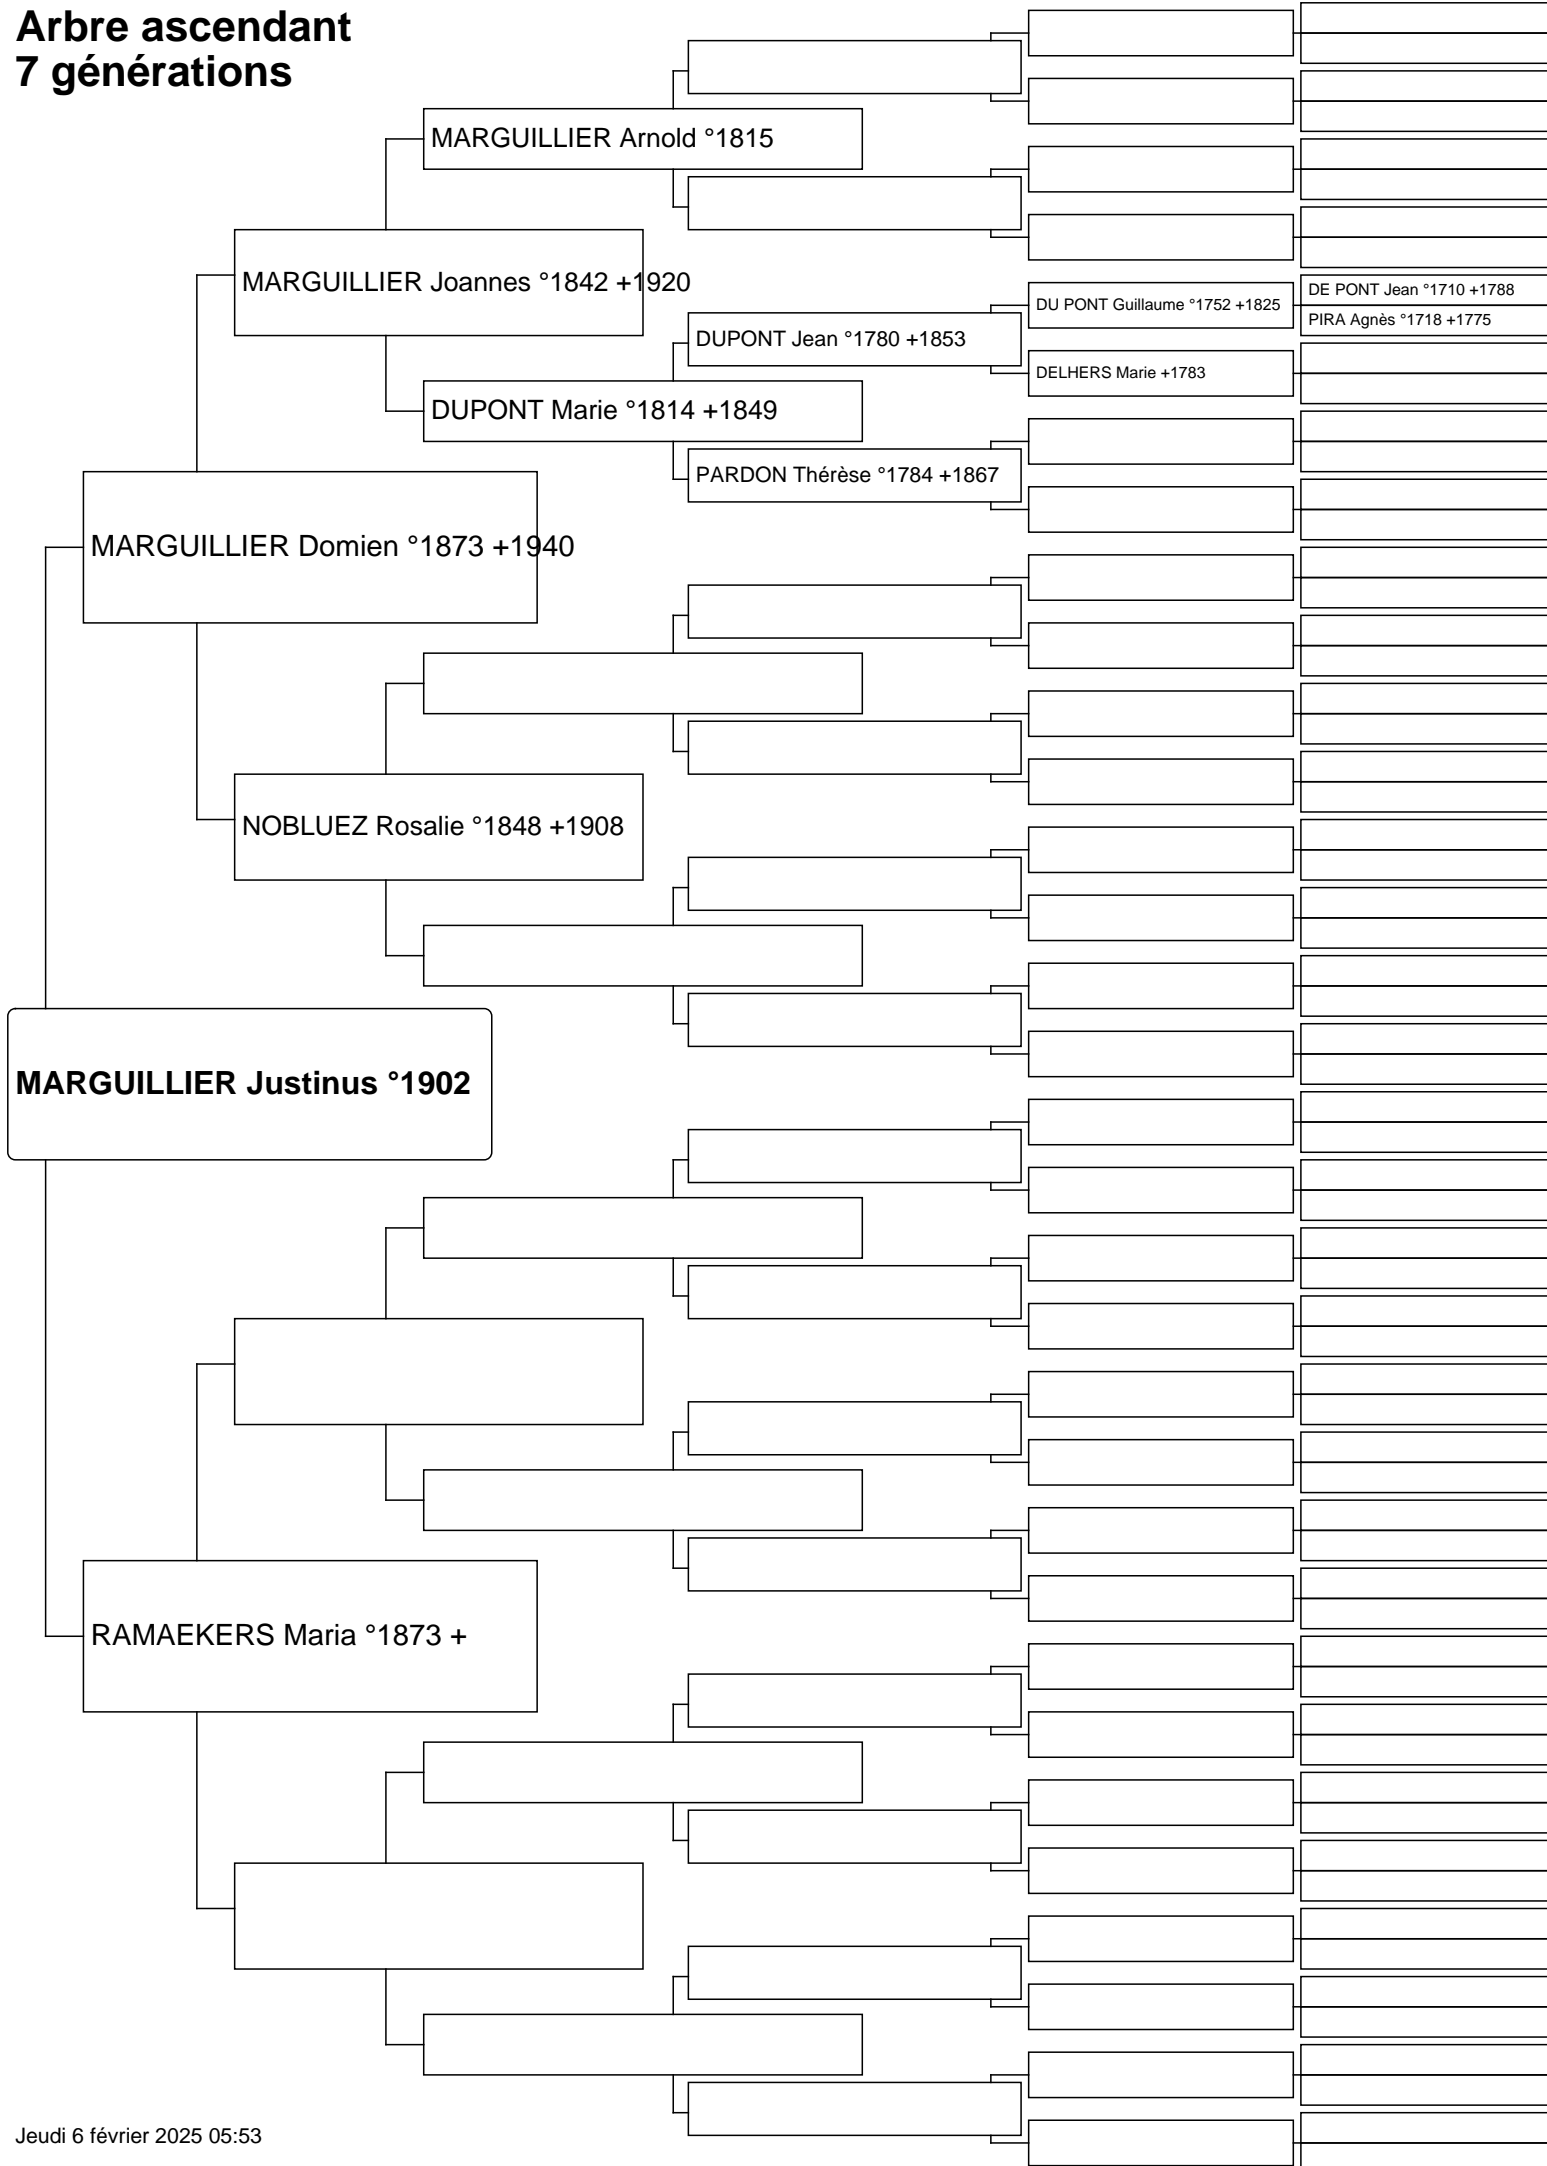 Arbre ascendant
7 générations
MARGUILLIER Arnold °1815
MARGUILLIER Joannes °1842 +1920
DE PONT Jean °1710 +1788
DU PONT Guillaume °1752 +1825
PIRA Agnès °1718 +1775
DUPONT Jean °1780 +1853
DELHERS Marie +1783
DUPONT Marie °1814 +1849
PARDON Thérèse °1784 +1867
MARGUILLIER Domien °1873 +1940
NOBLUEZ Rosalie °1848 +1908
MARGUILLIER Justinus °1902
RAMAEKERS Maria °1873 +
Jeudi 6 février 2025 05:53